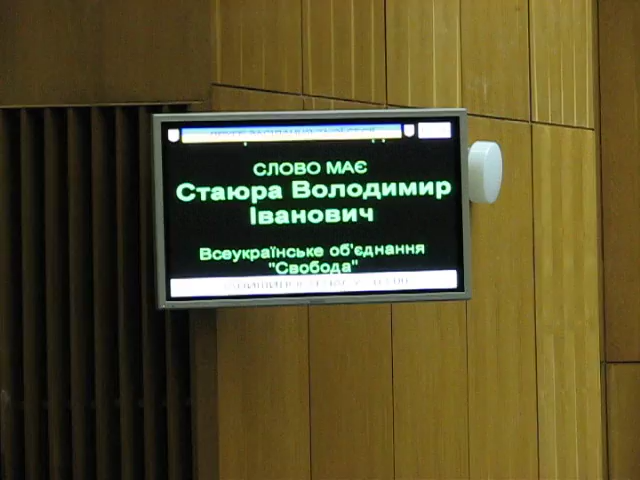 СЛОВО МАЄ
Стаюра Володимир
Іванович
Всеукраїнське об'єднання
"Свобода"